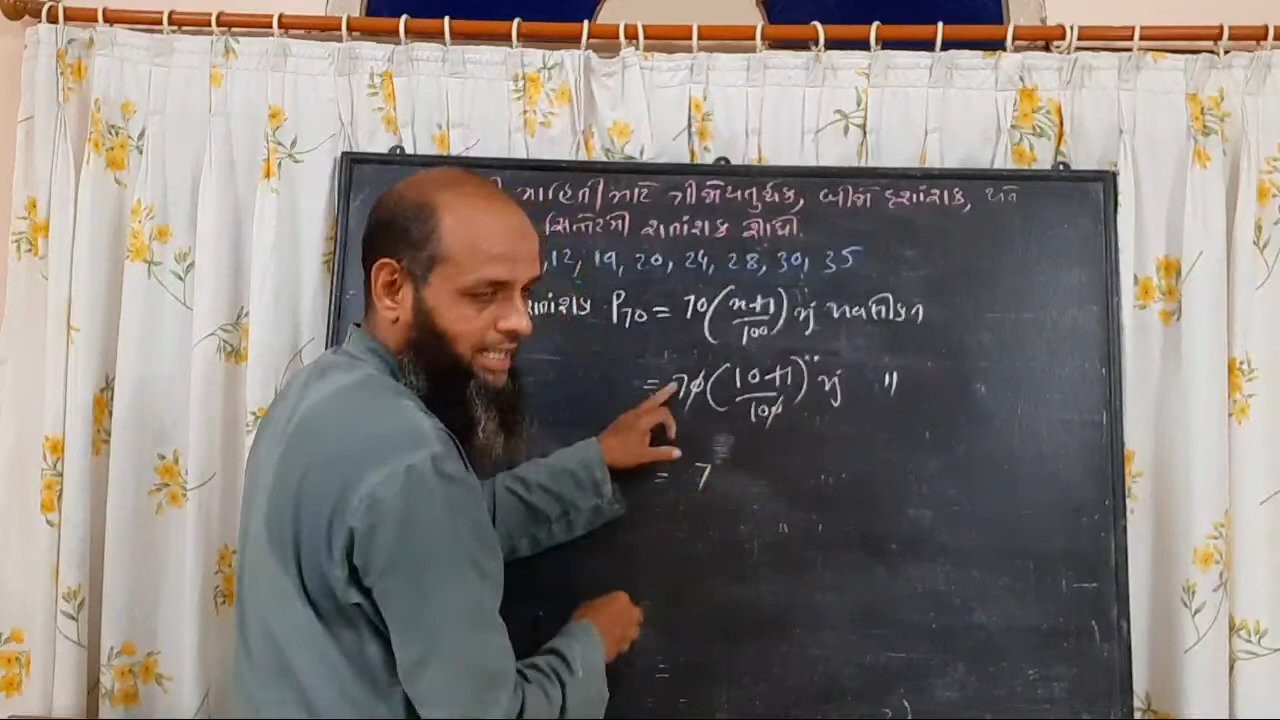 માહિતી માટે ત્રીજો ચતુર્થક, બીજો દશાંશક, અને
સિત્તેરમો શતાંશક શોધો.
,12, 19, 20, 24, 28, 30, 35
શતાંશક P70 = 70(n+1/100) મું અવલોકન
= 70(10+1/100) મું "
= 7